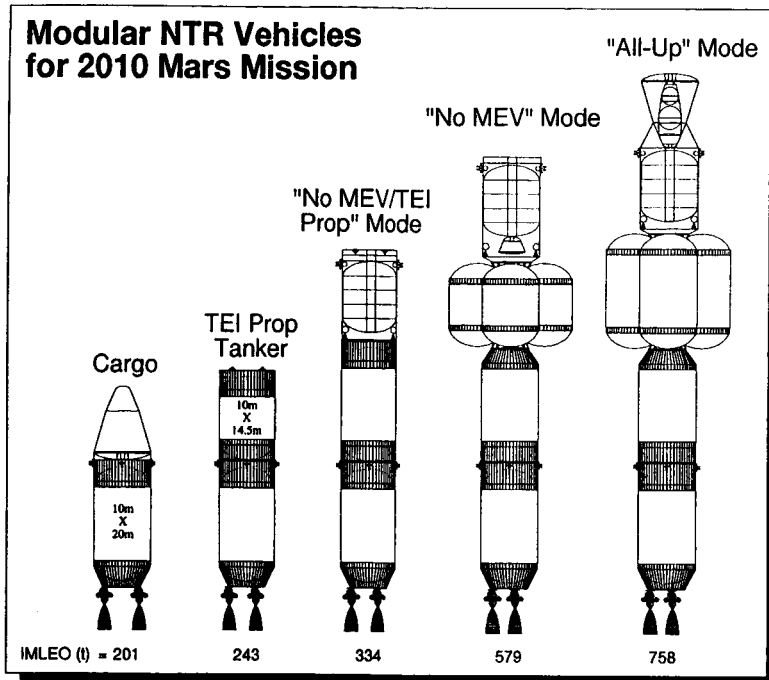 Modular NTR Vehicles
for 2010 Mars Mission
"All-Up" Mode
"No MEV" Mode
"No MEV/TEI
Prop" Mode
TEI Prop
Tanker
Cargo
10m
X
14.5m
10m
X
20m
IMLEO (t) = 201 243 334 579 758